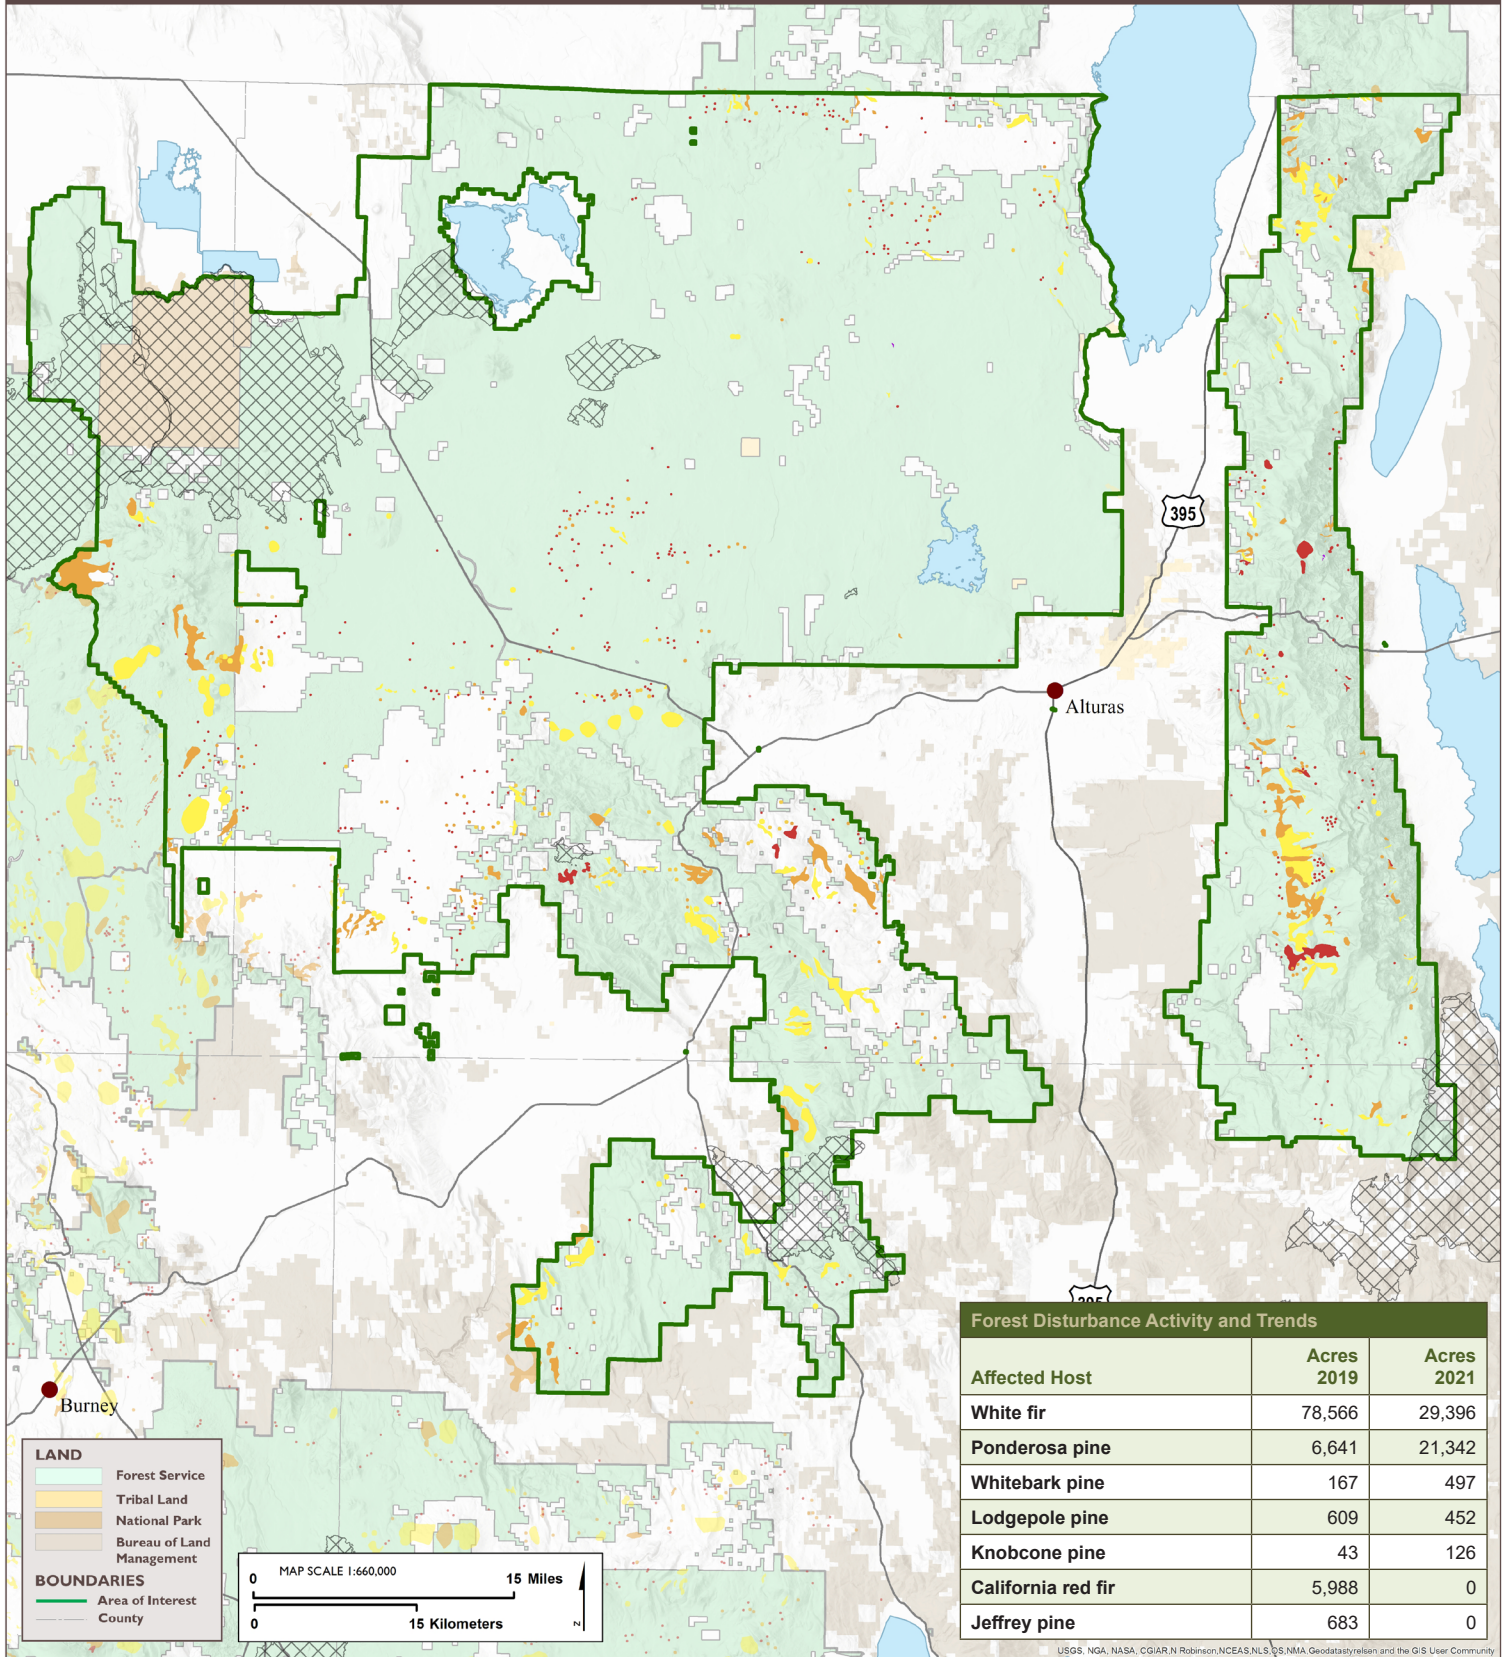 395
Alturas
395
Burney
Forest Disturbance Activity and Trends
Affected Host Acres 2019 Acres 2021
White fir 78,566 29,396
Ponderosa pine 6,641 21,342
Whitebark pine 167 497
Lodgepole pine 609 452
Knobcone pine 43 126
California red fir 5,988 0
Jeffrey pine 683 0
LAND
Forest Service
Tribal Land
National Park
Bureau of Land
Management
BOUNDARIES
Area of Interest
County
MAP SCALE 1:660,000
0 15 Miles
0 15 Kilometers
N
USGS, NGA, NASA, CGIAR,N Robinson,NCEAS,NLS,OS,NMA,Geodatastyrelsen and the GIS User Community